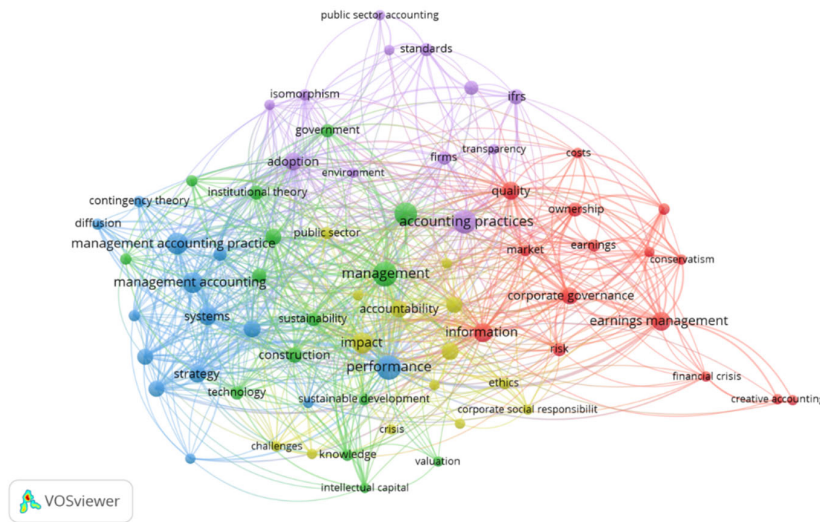 public sector accounting
standards
isomorphism
ifrs
government
transparency
costs
firms
adoption
environment
quality
institutional theory
contingency theory
ownership
diffusion
accounting practices
public sector
management accounting practice
market
earnings
conservatism
management
management accounting
corporate governance
accountability
systems
sustainability
information
earnings management
impact
risk
construction
performance
strategy
financial crisis
ethics
technology
sustainable development
creative accounting
corporate social responsibilit
crisis
challenges
knowledge
valuation
intellectual capital
VOSviewer